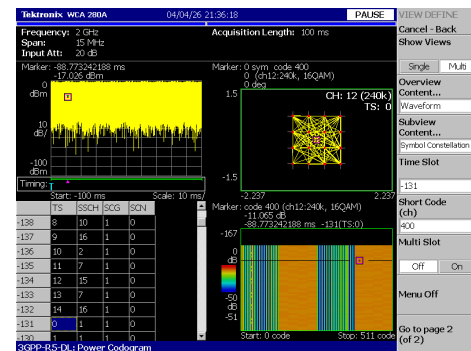 Tektronix WCA 280A 04/04/26 21:36:18 PAUSE VIEW DEFINE
Frequency: 2 GHz Acquisition Length: 100 ms
Span: 15 MHz
Input Att: 20 dB
Cancel - Back
Show Views
Single Multi
Overview
Content...
Waveform
Subview
Content...
Symbol Constellation
Time Slot
-131
Short Code
(ch)
400
Multi Slot
Off On
Menu Off
Go to page 2
(of 2)
Marker: -88.773242188 ms
-17.026 dBm
0
dBm
10
dB/
-100
dBm
Timing:
Start: -100 ms Scale: 10 ms/
Marker: 0 sym code 400
0 (ch12:240k, 16QAM)
0 deg
1.5
CH: 12 (240k)
TS: 0
-1.5
-2.237 2.237
TS SSCH SCG SCN
-138 8 10 1 0
-137 9 16 1 0
-136 10 2 1 0
-135 11 7 1 0
-134 12 15 1 0
-133 13 7 1 0
-132 14 16 1 0
-131 0 1 1 0
-130 1 1 1 0
Marker: code 400 (ch12:240k, 16QAM)
-11.065 dB
-88.773242188 ms -131(TS:0)
-167
0
dB
-50
dB
-51
Start: 0 code Stop: 511 code
3GPP-R5-DL: Power Codogram